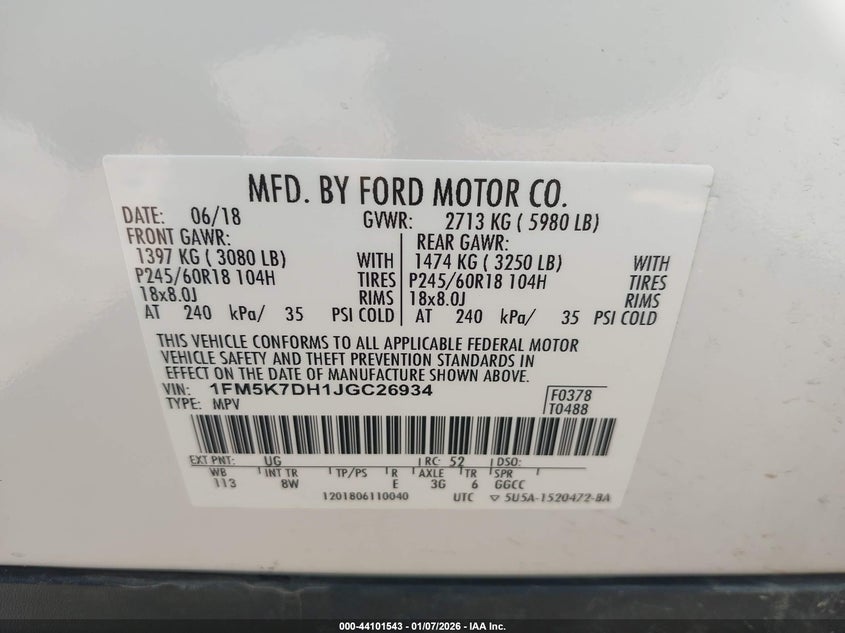 MFD. BY FORD MOTOR CO.
DATE: 06/18 GVWR: 2713 KG ( 5980 LB)
FRONT GAWR: REAR GAWR:
1397 KG ( 3080 LB) WITH 1474 KG ( 3250 LB) WITH
P245/60R18 104H TIRES P245/60R18 104H TIRES
18x8.0J RIMS 18x8.0J RIMS
AT 240 kPa/ 35 PSI COLD AT 240 kPa/ 35 PSI COLD
THIS VEHICLE CONFORMS TO ALL APPLICABLE FEDERAL MOTOR
VEHICLE SAFETY AND THEFT PREVENTION STANDARDS IN
EFFECT ON THE DATE OF MANUFACTURE SHOWN ABOVE.
VIN: 1FM5K7DH1JGC26934 F0378
TYPE: MPV T0488
EXT PNT: UG RC: 52 DSO:
WB INT TR TP/PS R AXLE TR SPR
113 8W E 3G 6 GGCC
1201806110040 UTC ▽ 5U5A-1520472-BA
000-44101543 - 01/07/2026 - IAA Inc.